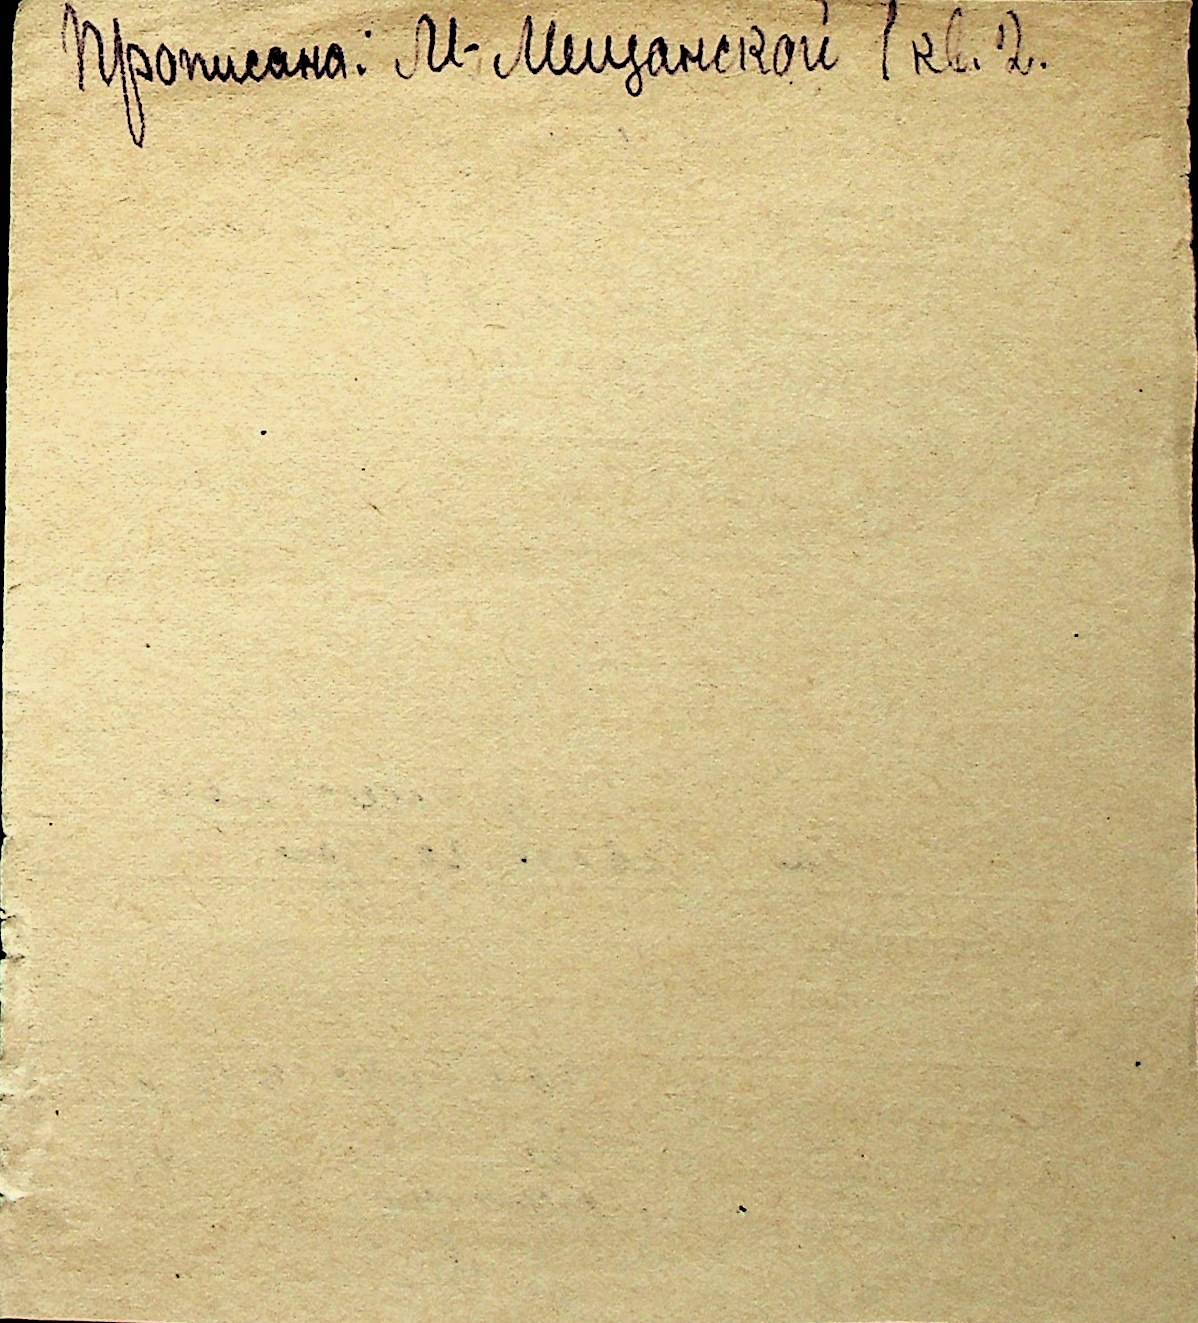 Прописана: М-Мещанской 1 кв. 2.